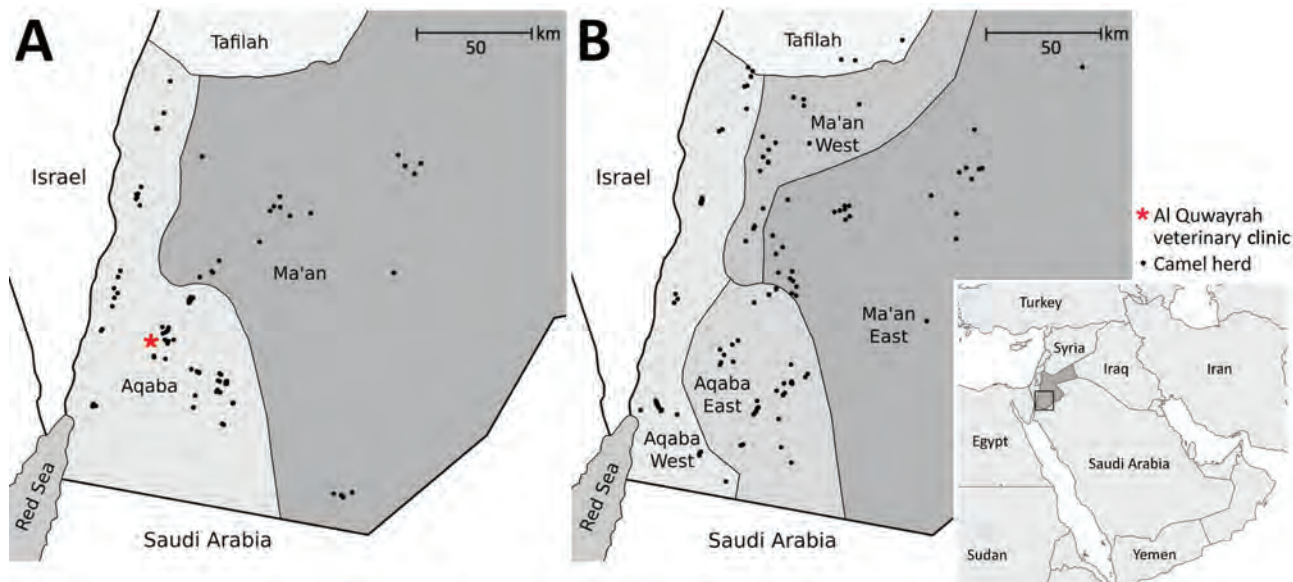 A
Tafilah
50
km
Israel
Ma'an
Aqaba
Red Sea
Saudi Arabia
B
Tafilah
50
km
Ma'an
West
Israel
Ma'an
East
Aqaba
East
Aqaba
West
Red Sea
Saudi Arabia
Al Quwayrah
veterinary clinic
Camel herd
Turkey
Syria
Iraq
Iran
Egypt
Saudi Arabia
Sudan
Yemen